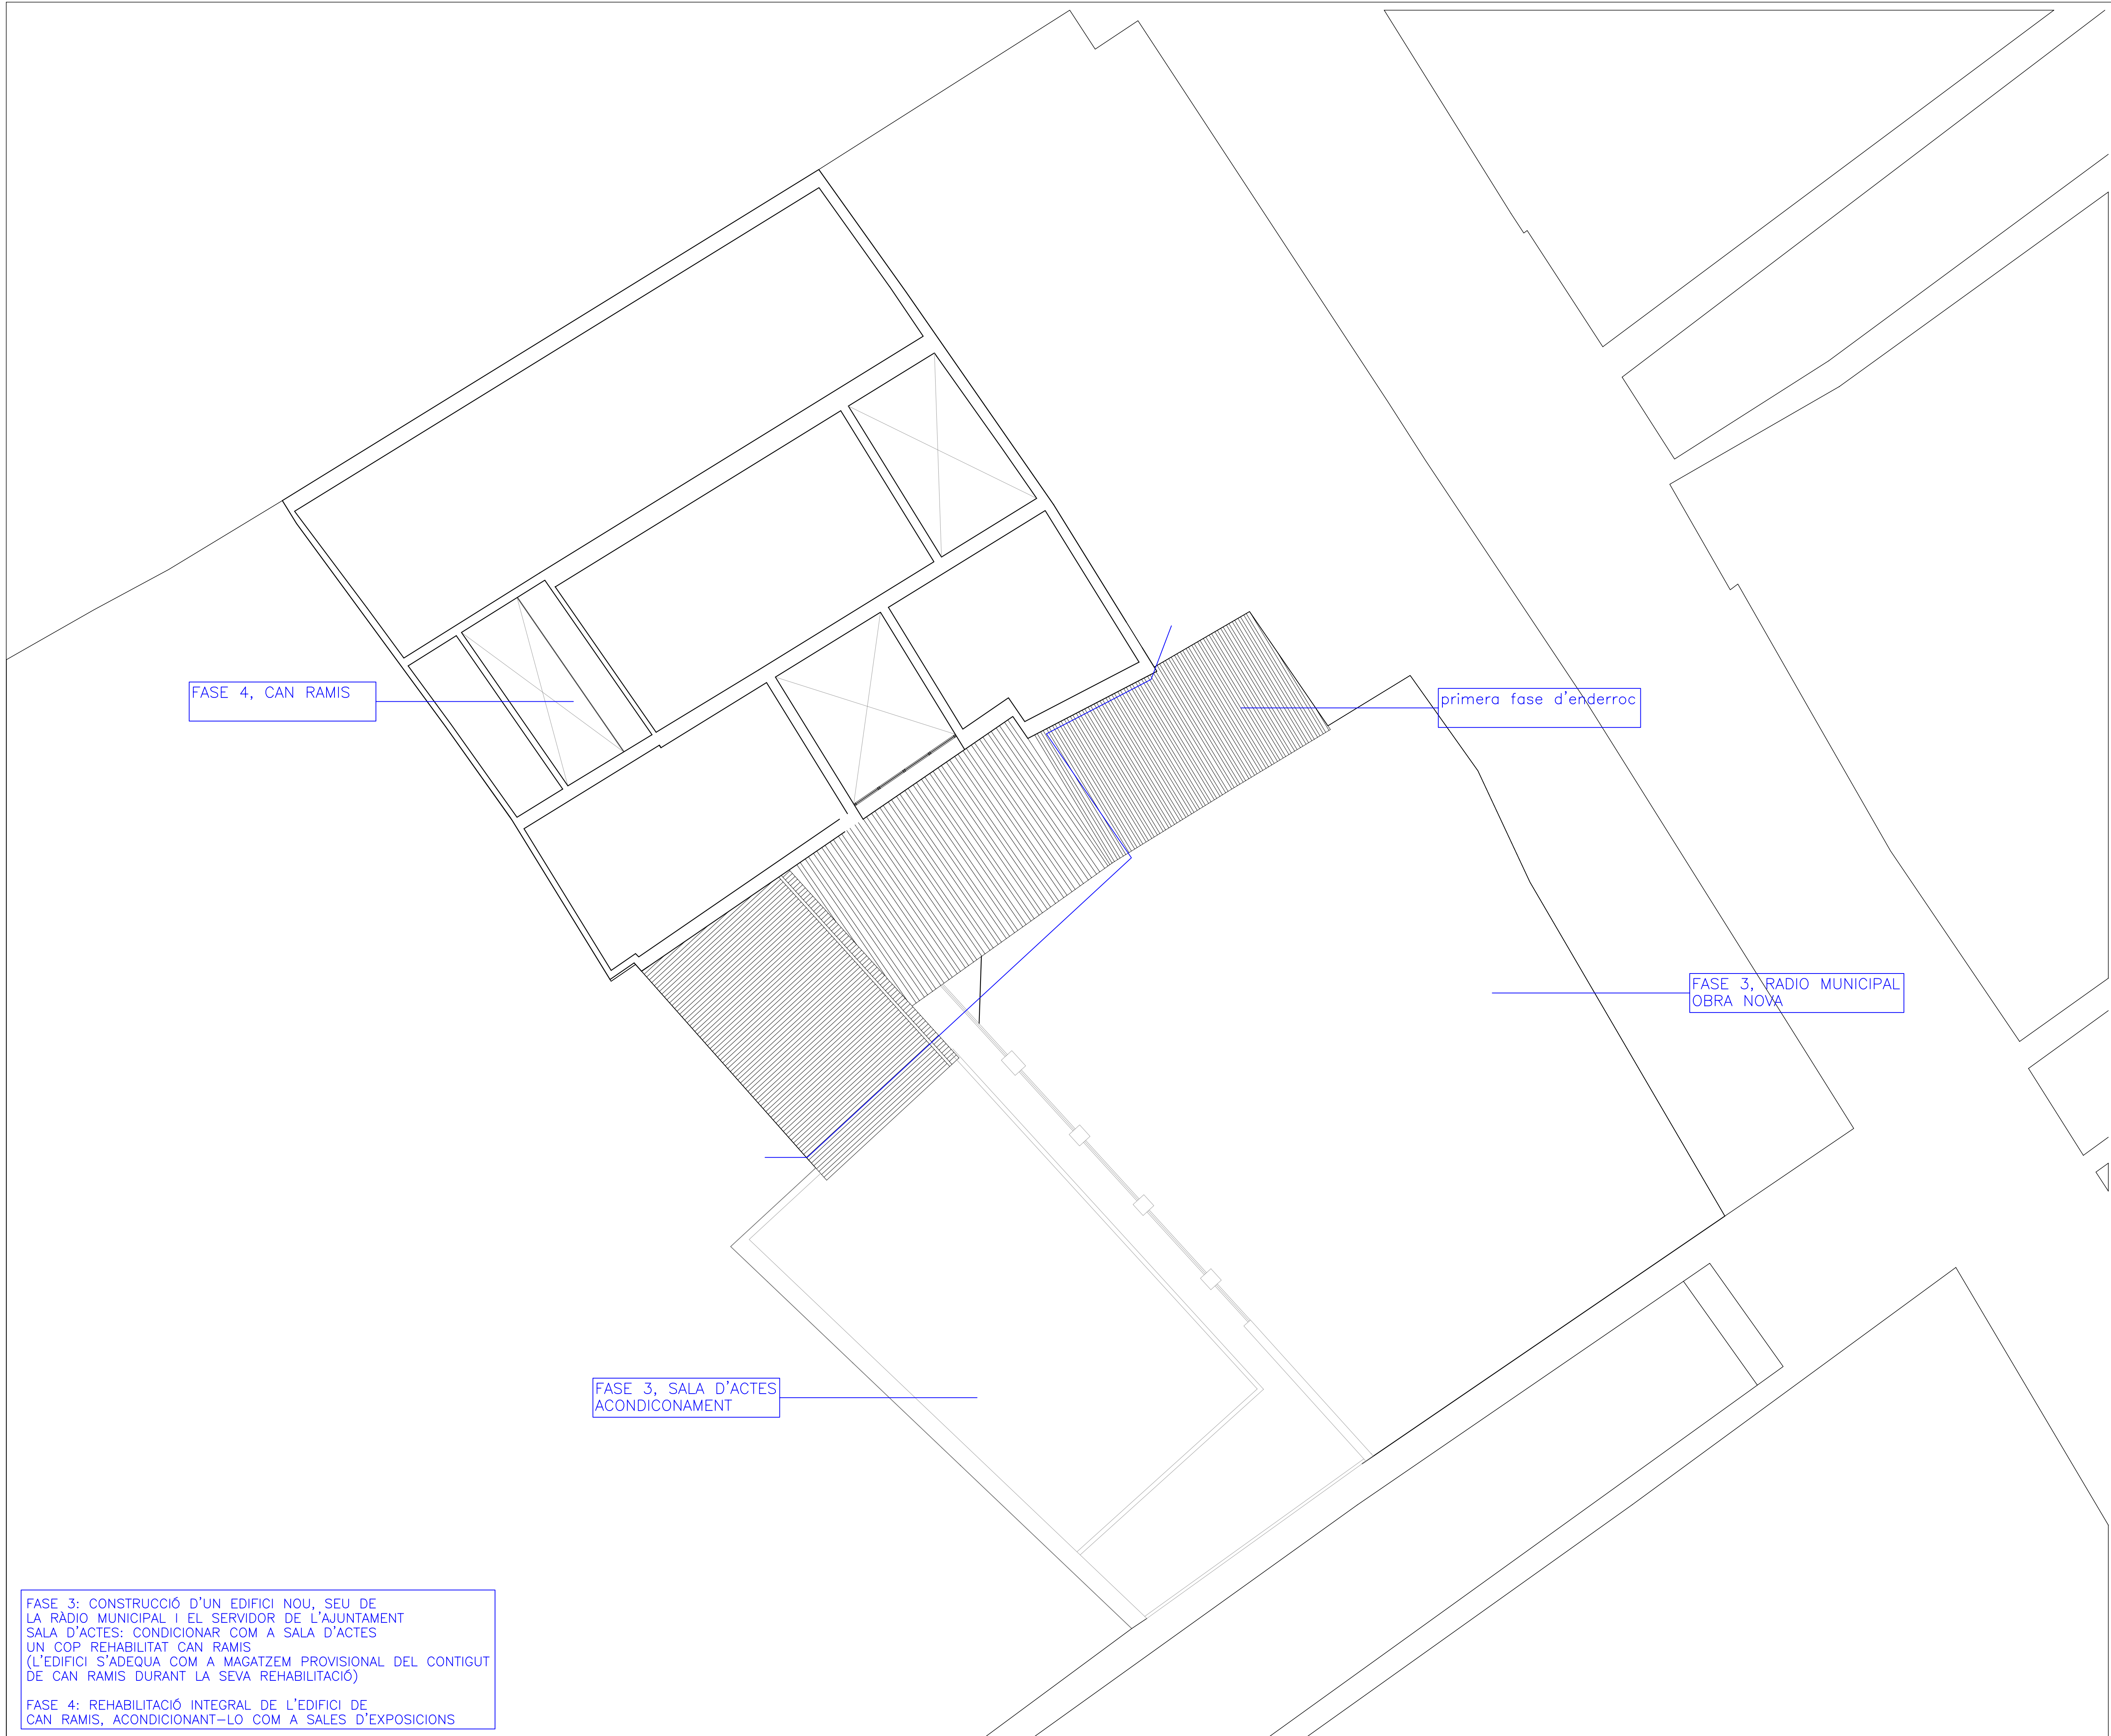 FASE 4, CAN RAMIS
primera fase d'enderroc
FASE 3, RADIO MUNICIPAL
OBRA NOVA
FASE 3, SALA D'ACTES
ACONDICONAMENT
FASE 3: CONSTRUCCIÓ D'UN EDIFICI NOU, SEU DE
LA RÀDIO MUNICIPAL I EL SERVIDOR DE L'AJUNTAMENT
SALA D'ACTES: CONDICIONAR COM A SALA D'ACTES
UN COP REHABILITAT CAN RAMIS
(L'EDIFICI S'ADEQUA COM A MAGATZEM PROVISIONAL DEL CONTIGUT
DE CAN RAMIS DURANT LA SEVA REHABILITACIÓ)
FASE 4: REHABILITACIÓ INTEGRAL DE L'EDIFICI DE
CAN RAMIS, ACONDICIONANT-LO COM A SALES D'EXPOSICIONS